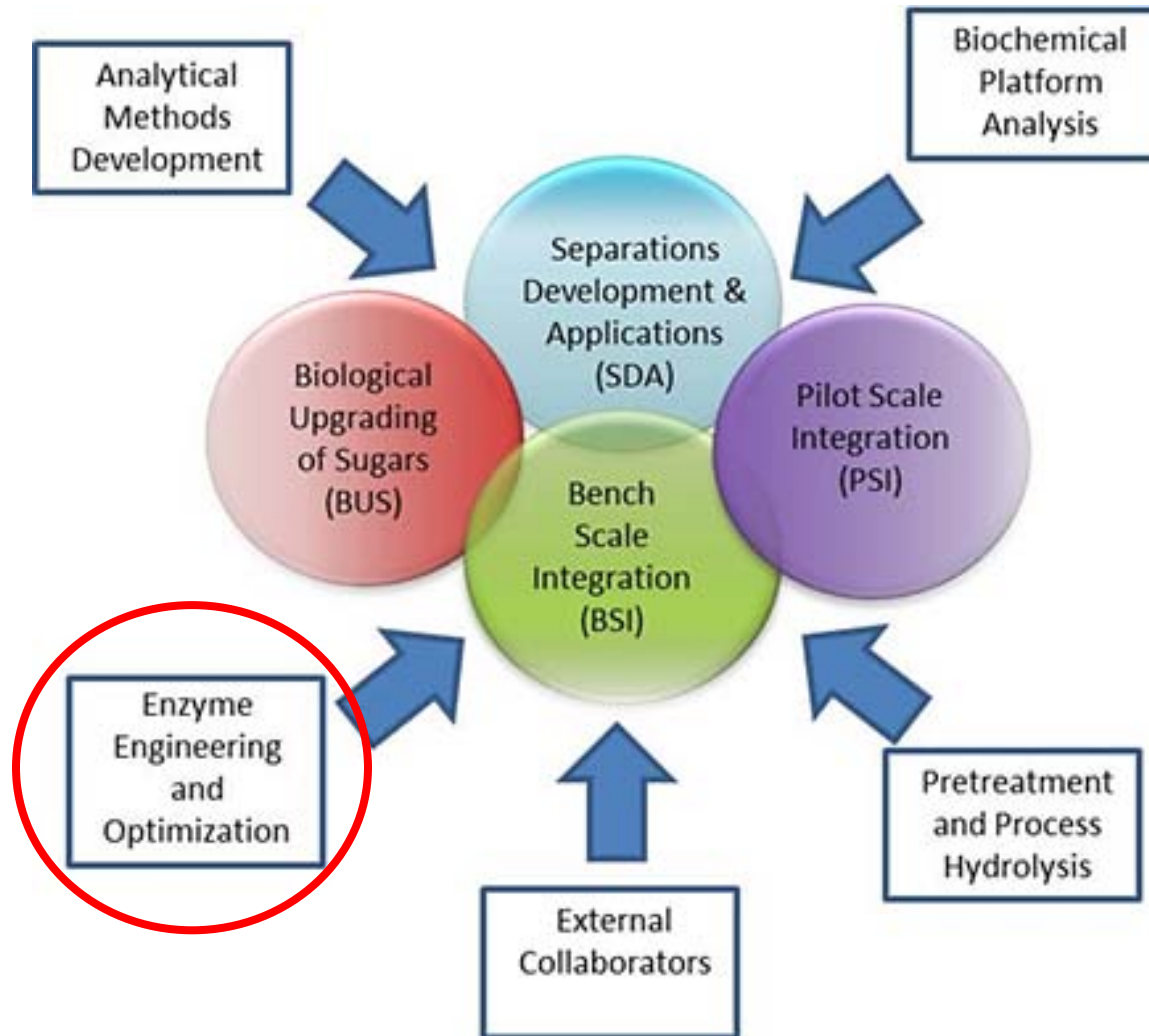 Analytical
Methods
Development
Biochemical
Platform
Analysis
Separations
Development &
Applications
(SDA)
Biological
Upgrading
of Sugars
(BUS)
Pilot Scale
Integration
(PSI)
Bench
Scale
Integration
(BSI)
Enzyme
Engineering
and
Optimization
External
Collaborators
Pretreatment
and Process
Hydrolysis